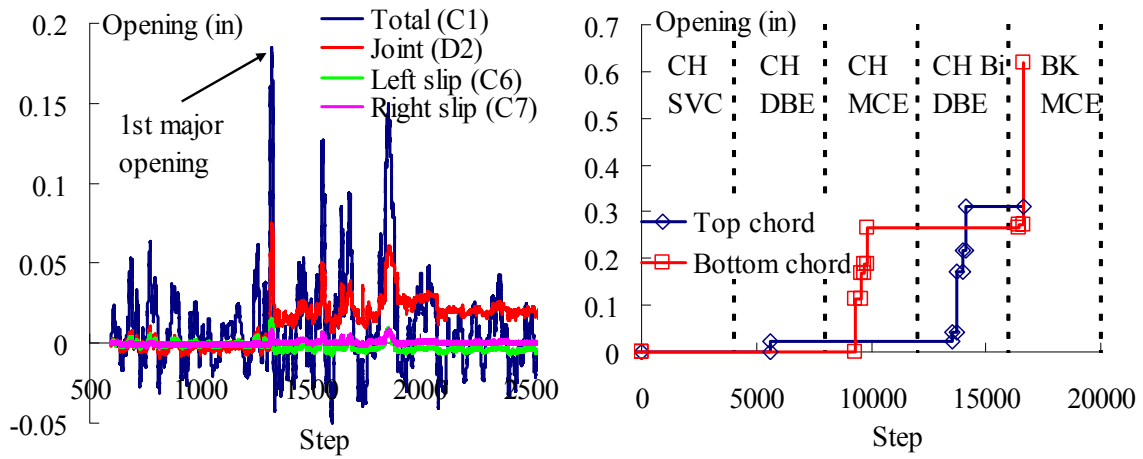 Opening (in)
Total (C1)
Joint (D2)
Left slip (C6)
Right slip (C7)
1st major
opening
0.2
0.15
0.1
0.05
0
-0.05
500
1000
1500
2000
2500
Step
Opening (in)
CH
SVC
CH
DBE
CH
MCE
CH Bi
DBE
BK
MCE
Top chord
Bottom chord
0.7
0.6
0.5
0.4
0.3
0.2
0.1
0
0
5000
10000
15000
20000
Step